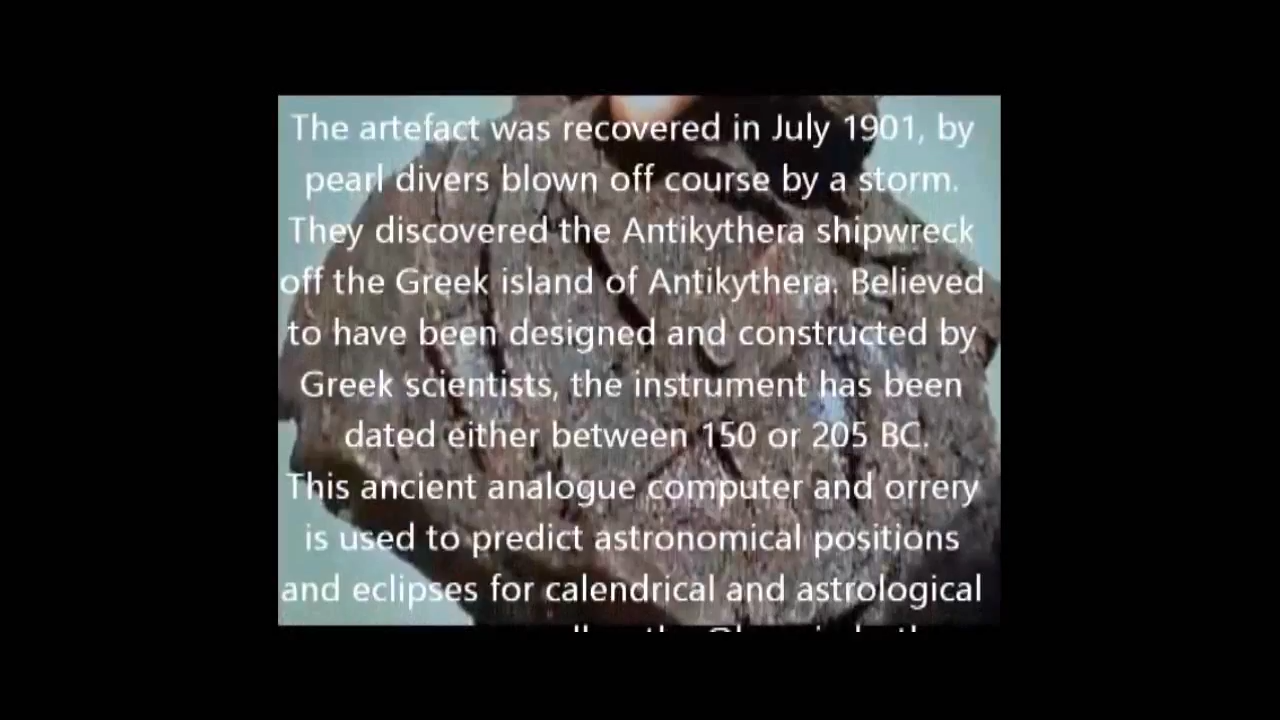 The artefact was recovered in July 1901, by
pearl divers blown off course by a storm.
They discovered the Antikythera shipwreck
off the Greek island of Antikythera. Believed
to have been designed and constructed by
Greek scientists, the instrument has been
dated either between 150 or 205 BC.
This ancient analogue computer and orrery
is used to predict astronomical positions
and eclipses for calendrical and astrological